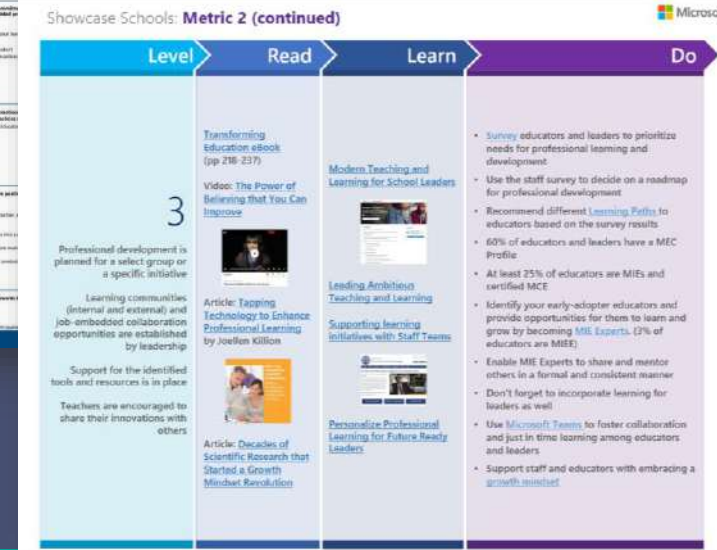 Showcase Schools: Metric 2 (continued)
Microsoc
Level
Read
Learn
Do
3
Professional development is
planned for a select group or
a specific initiative
Learning communities
(internal and external) and
job-embedded collaboration
opportunities are established
by leadership
Support for the identified
tools and resources is in place
Teachers are encouraged to
share their innovations with
others
Transforming
Education eBook
(pp 218-237)
Video: The Power of
Believing that You Can
Improve
Article: Tapping
Technology to Enhance
Professional Learning
by Joellen Killion
Article: Decades of
Scientific Research that
Started a Growth
Mindset Revolution
Modern Teaching and
Learning for School Leaders
Leading Ambitious
Teaching and Learning
Supporting learning
initiatives with Staff Teams
Personalize Professional
Learning for Future Ready
Leaders
• Survey educators and leaders to prioritize
needs for professional learning and
development
• Use the staff survey to decide on a roadmap
for professional development
• Recommend different Learning Paths to
educators based on the survey results
• 60% of educators and leaders have a MEC
Profile
• At least 25% of educators are MIEs and
certified MCE
• Identify your early-adopter educators and
provide opportunities for them to learn and
grow by becoming MIE Experts. (3% of
educators are MIEE)
• Enable MIE Experts to share and mentor
others in a formal and consistent manner
• Don't forget to incorporate learning for
leaders as well
• Use Microsoft Teams to foster collaboration
and just in time learning among educators
and leaders
• Support staff and educators with embracing a
growth mindset